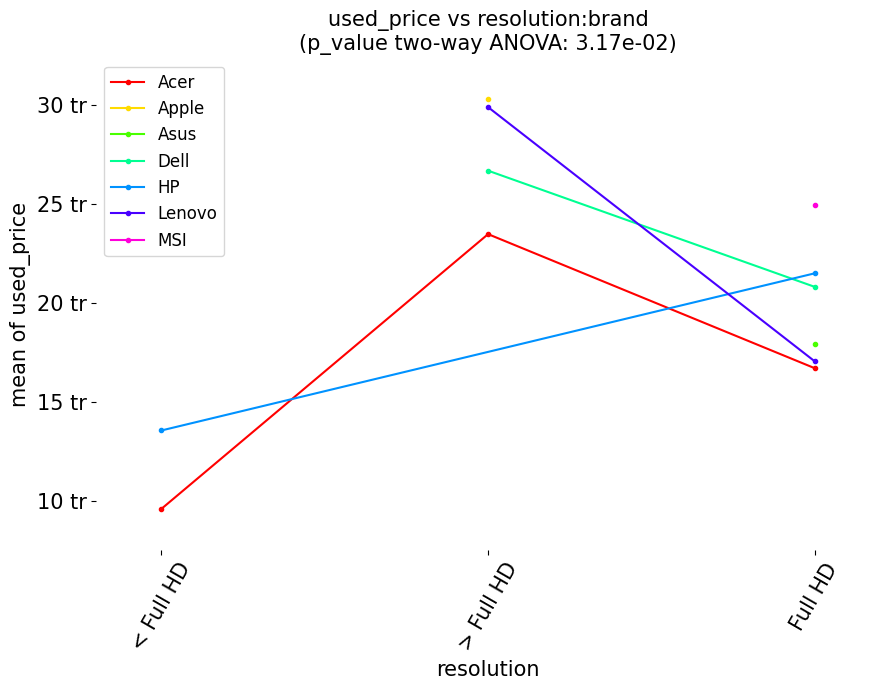 used_price vs resolution:brand
(p_value two-way ANOVA: 3.17e-02)
Acer
Apple
Asus
Dell
HP
Lenovo
MSI
30 tr
25 tr
20 tr
15 tr
10 tr
mean of used_price
< Full HD
> Full HD
Full HD
resolution